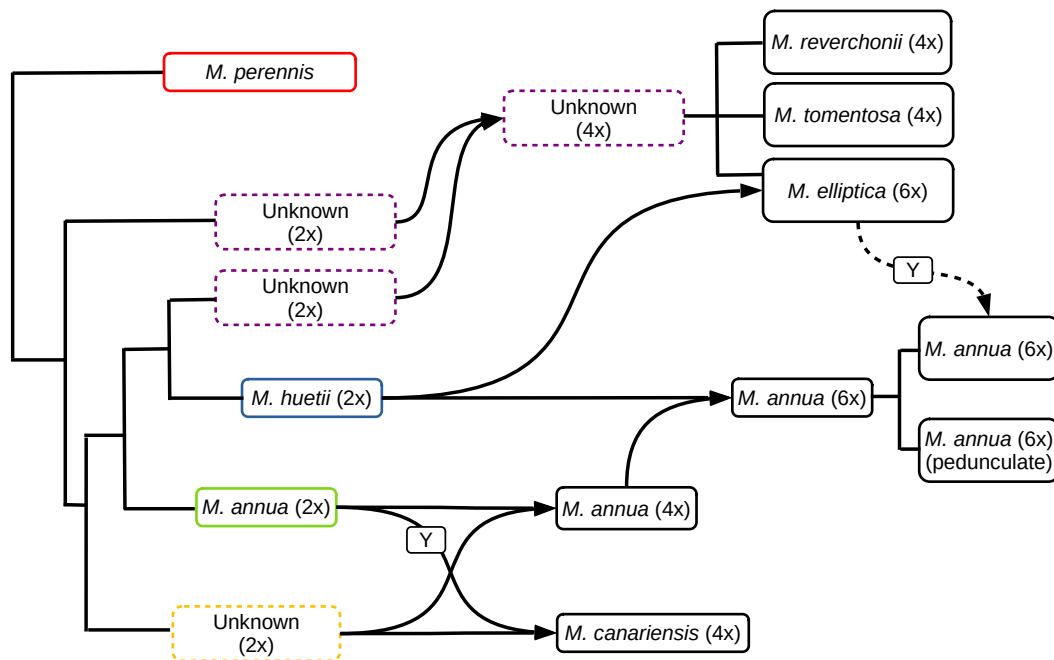 M. reverchonii (4x)
M. perennis
Unknown
(4x)
M. tomentosa (4x)
M. elliptica (6x)
Unknown
(2x)
Y
Unknown
(2x)
M. annua (6x)
M. huetii (2x)
M. annua (6x)
M. annua (6x)
(pedunculate)
M. annua (2x)
M. annua (4x)
Y
Unknown
(2x)
M. canariensis (4x)